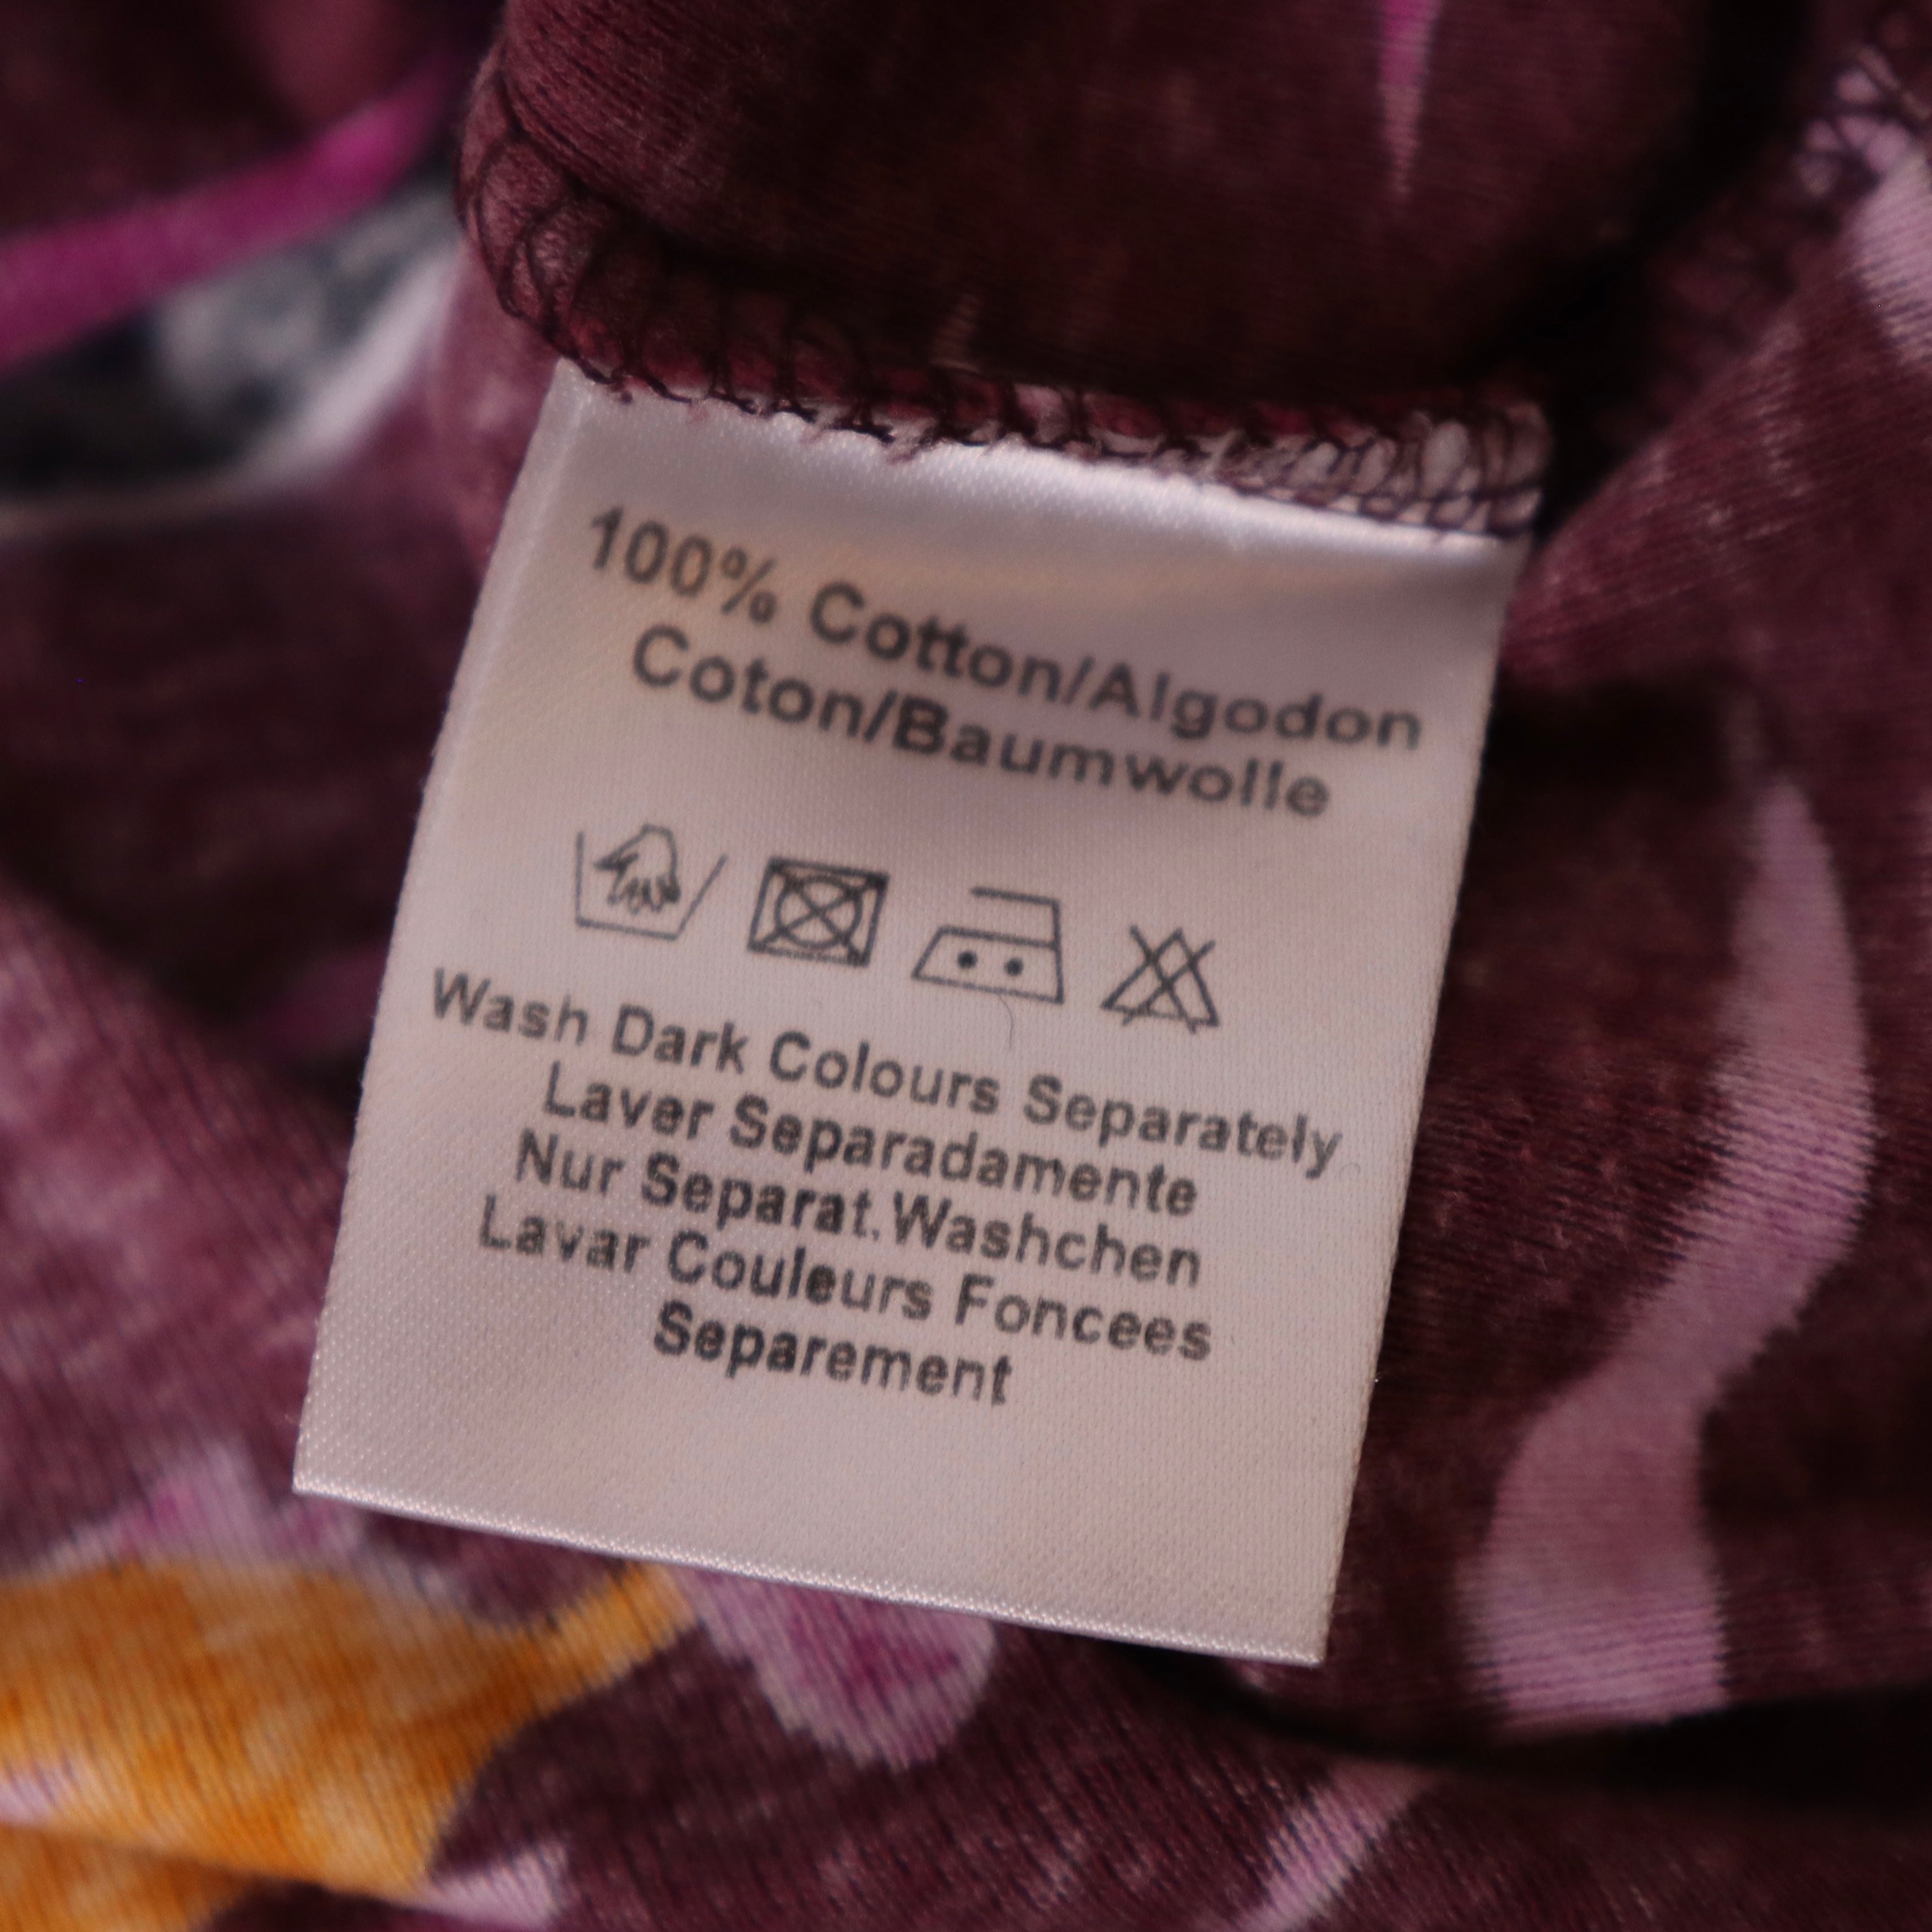 100% Cotton/Algodon
Coton/Baumwolle
Wash Dark Colours Separately
Laver Separadamente
Nur Separat.Washchen
Lavar Couleurs Foncees
Separement